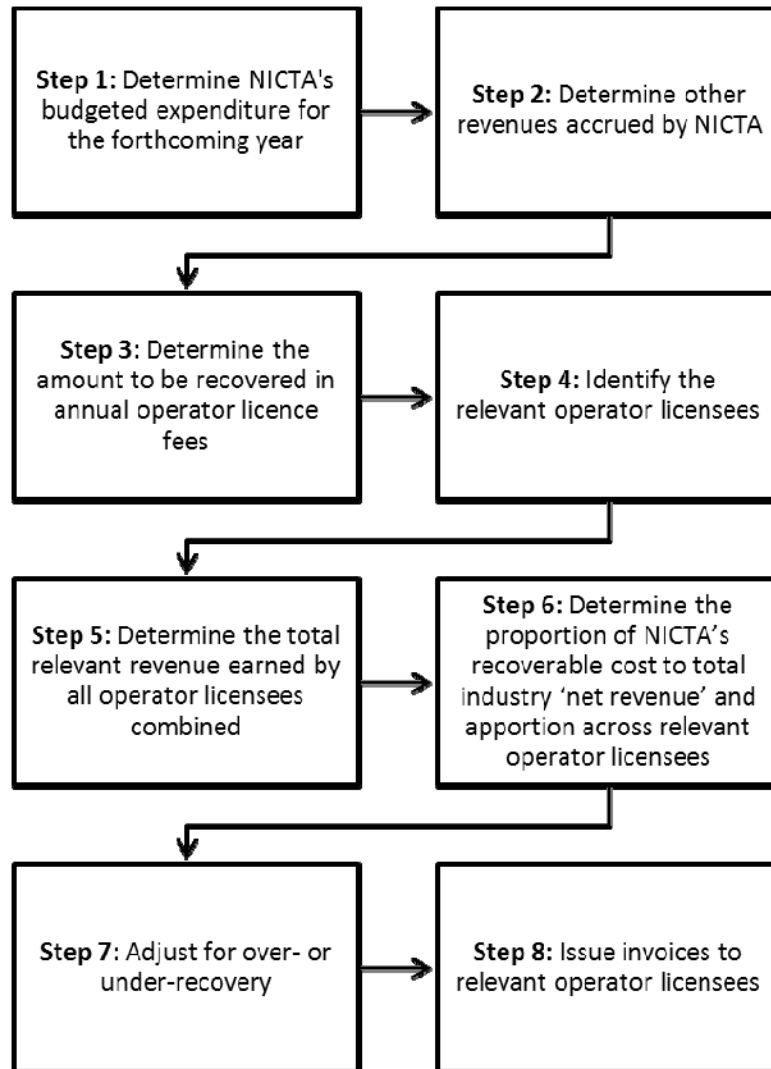 Step 1: Determine NICTA's
budgeted expenditure for
the forthcoming year
Step 2: Determine other
revenues accrued by NICTA
Step 3: Determine the
amount to be recovered in
annual operator licence
fees
Step 4: Identify the
relevant operator licensees
Step 5: Determine the total
relevant revenue earned by
all operator licensees
combined
Step 6: Determine the
proportion of NICTA’s
recoverable cost to total
industry ‘net revenue’ and
apportion across relevant
operator licensees
Step 7: Adjust for over- or
under-recovery
Step 8: Issue invoices to
relevant operator licensees